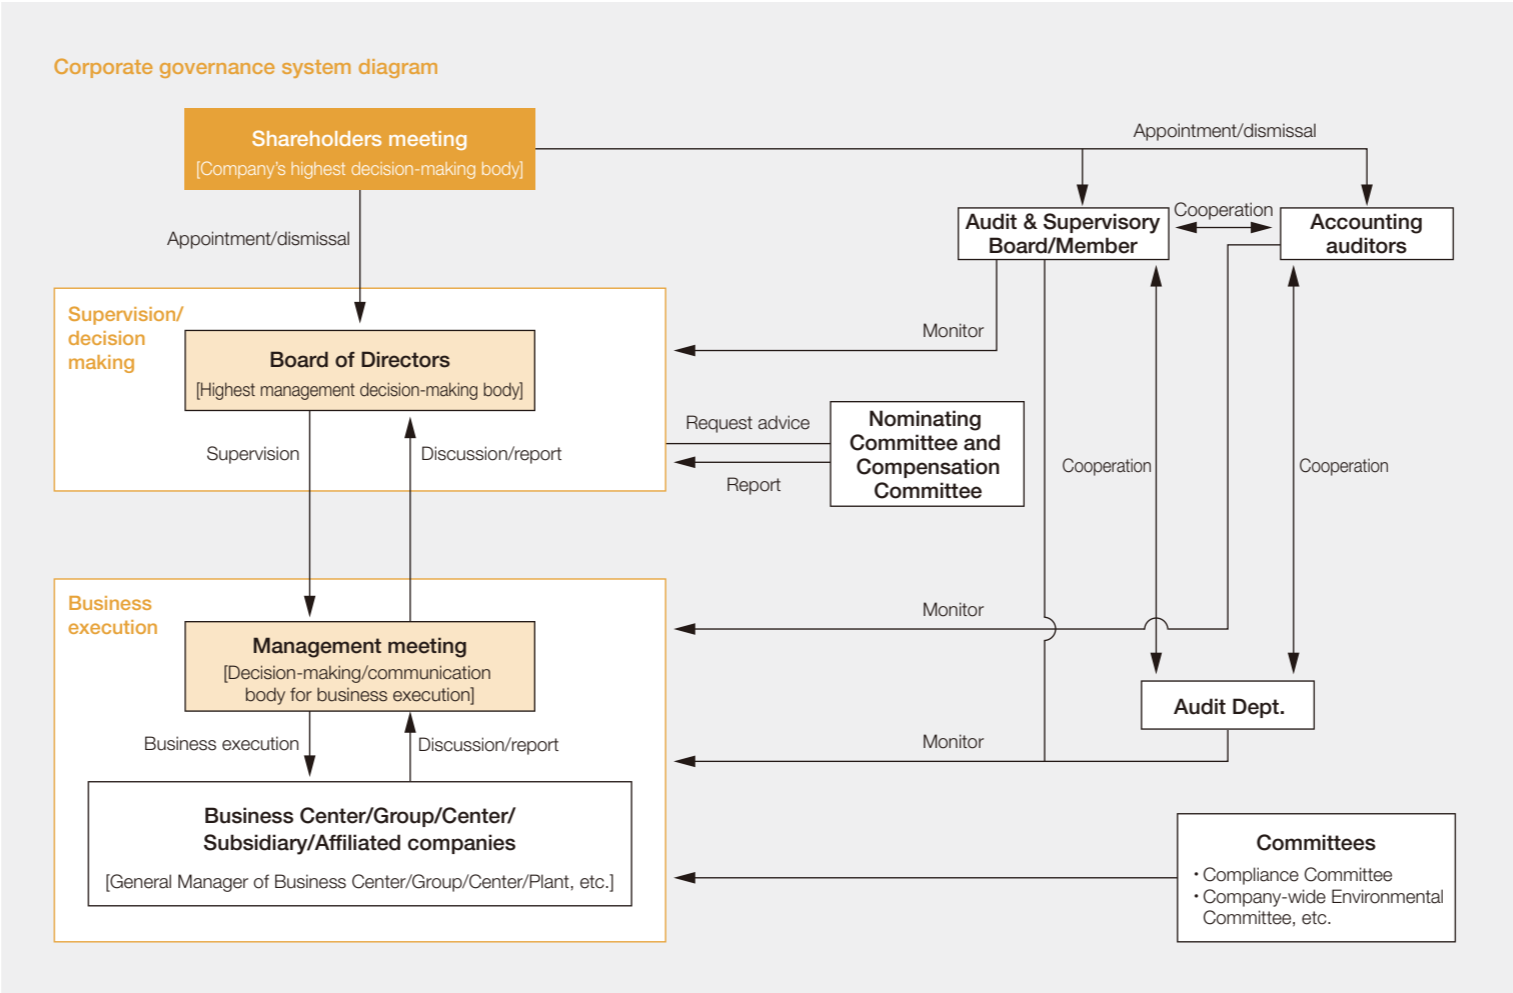 Corporate governance system diagram
Shareholders meeting
[Company's highest decision-making body]
Appointment/dismissal
Appointment/dismissal
Audit & Supervisory
Board/Member
Cooperation
Accounting
auditors
Supervision/
decision
making
Board of Directors
[Highest management decision-making body]
Monitor
Supervision
Discussion/report
Request advice
Report
Nominating
Committee and
Compensation
Committee
Cooperation
Cooperation
Business
execution
Management meeting
[Decision-making/communication
body for business execution]
Monitor
Audit Dept.
Business execution
Discussion/report
Monitor
Business Center/Group/Center/
Subsidiary/Affiliated companies
[General Manager of Business Center/Group/Center/Plant, etc.]
Committees
・Compliance Committee
・Company-wide Environmental
Committee, etc.